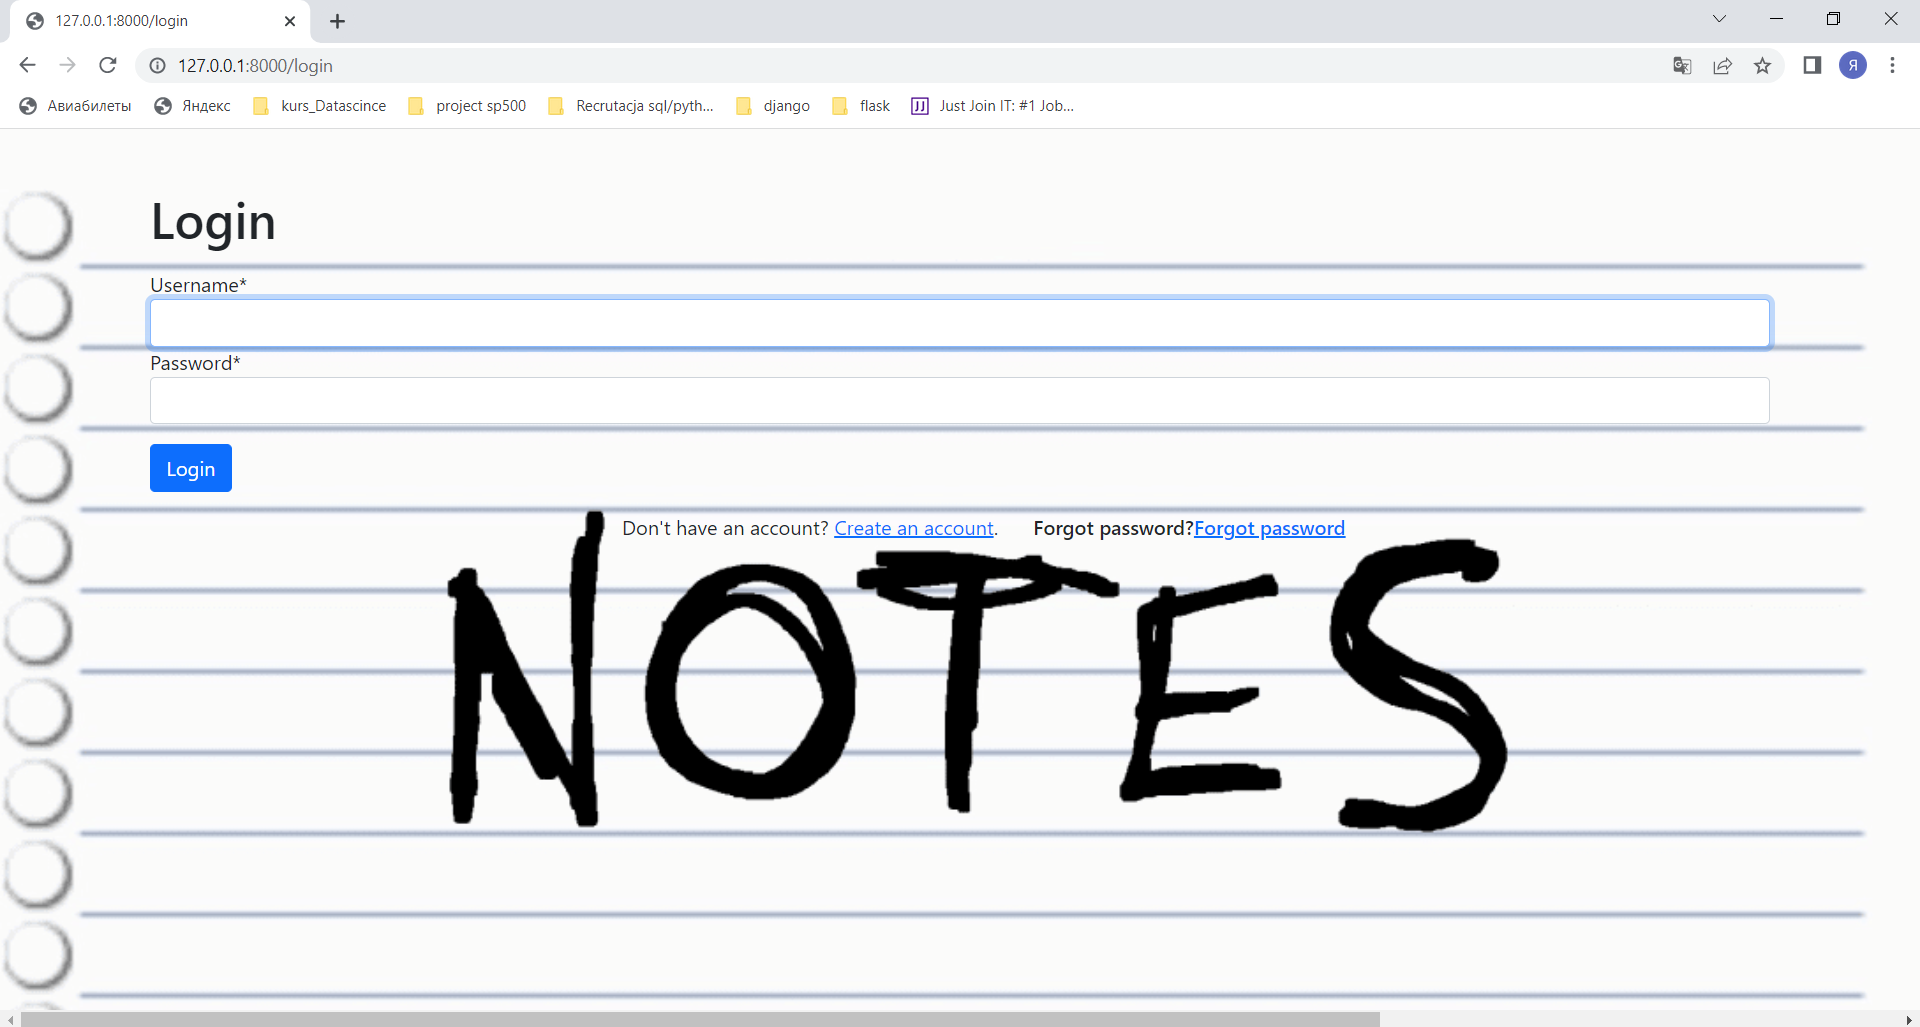 127.0.0.1:8000/login
127.0.0.1:8000/login
Я
Авиабилеты Яндекс kurs_Datascince project sp500 Recrutacja sql/pyth... django flask JJ Just Join IT: #1 Job...
Login
Username*
Password*
Login
Don't have an account? Create an account. Forgot password?Forgot password
NOTES